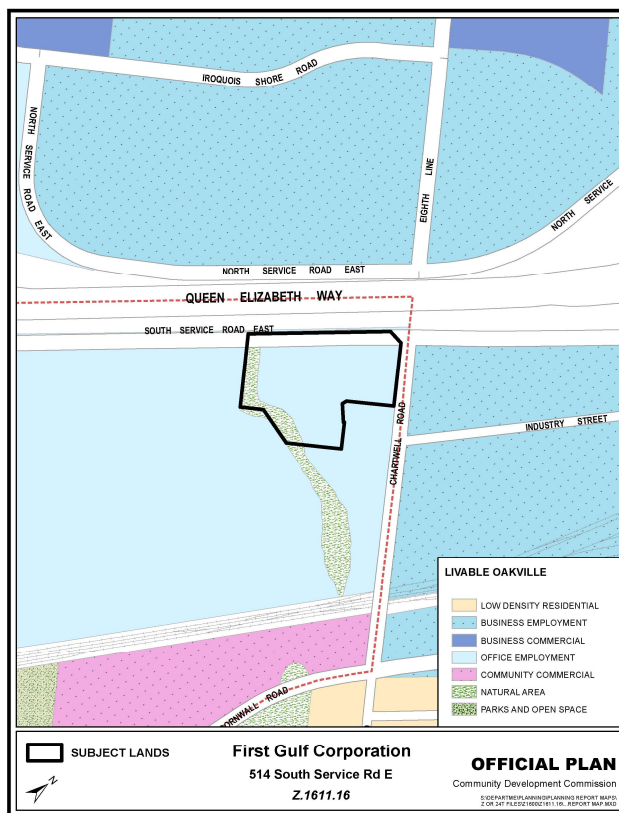 IROQUOIS SHORE ROAD
NORTH SERVICE ROAD EAST
EIGHTH LINE
NORTH SERVICE
NORTH SERVICE ROAD EAST
QUEEN ELIZABETH WAY
SOUTH SERVICE ROAD EAST
CHARTWELL ROAD
INDUSTRY STREET
CORNWALL ROAD
LIVABLE OAKVILLE
LOW DENSITY RESIDENTIAL
BUSINESS EMPLOYMENT
BUSINESS COMMERCIAL
OFFICE EMPLOYMENT
COMMUNITY COMMERCIAL
NATURAL AREA
PARKS AND OPEN SPACE
SUBJECT LANDS
First Gulf Corporation
514 South Service Rd E
Z.1611.16
OFFICIAL PLAN
Community Development Commission